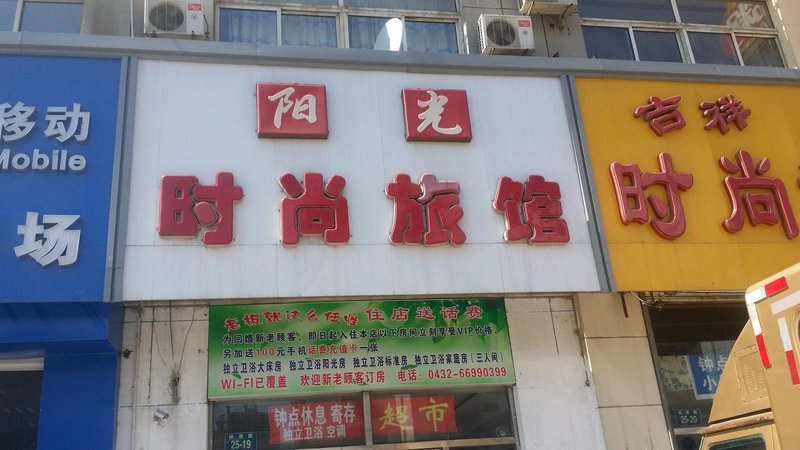 移动
Mobile
场
阳光
时尚旅馆
吉祥
时尚
老板就这么任性 住店送话费
为回馈新老顾客，即日起入住本店以下房间立刻享受VIP价格，
另加送100元手机话费充值卡一张
独立卫浴大床房 独立卫浴阳光房 独立卫浴标准房 独立卫浴家庭房（三人间）
WI-FI已覆盖 欢迎新老顾客订房 电话：0432-66990399
钟点休息 寄存
独立卫浴 空调
超市
25-19
钟点
小
25-20